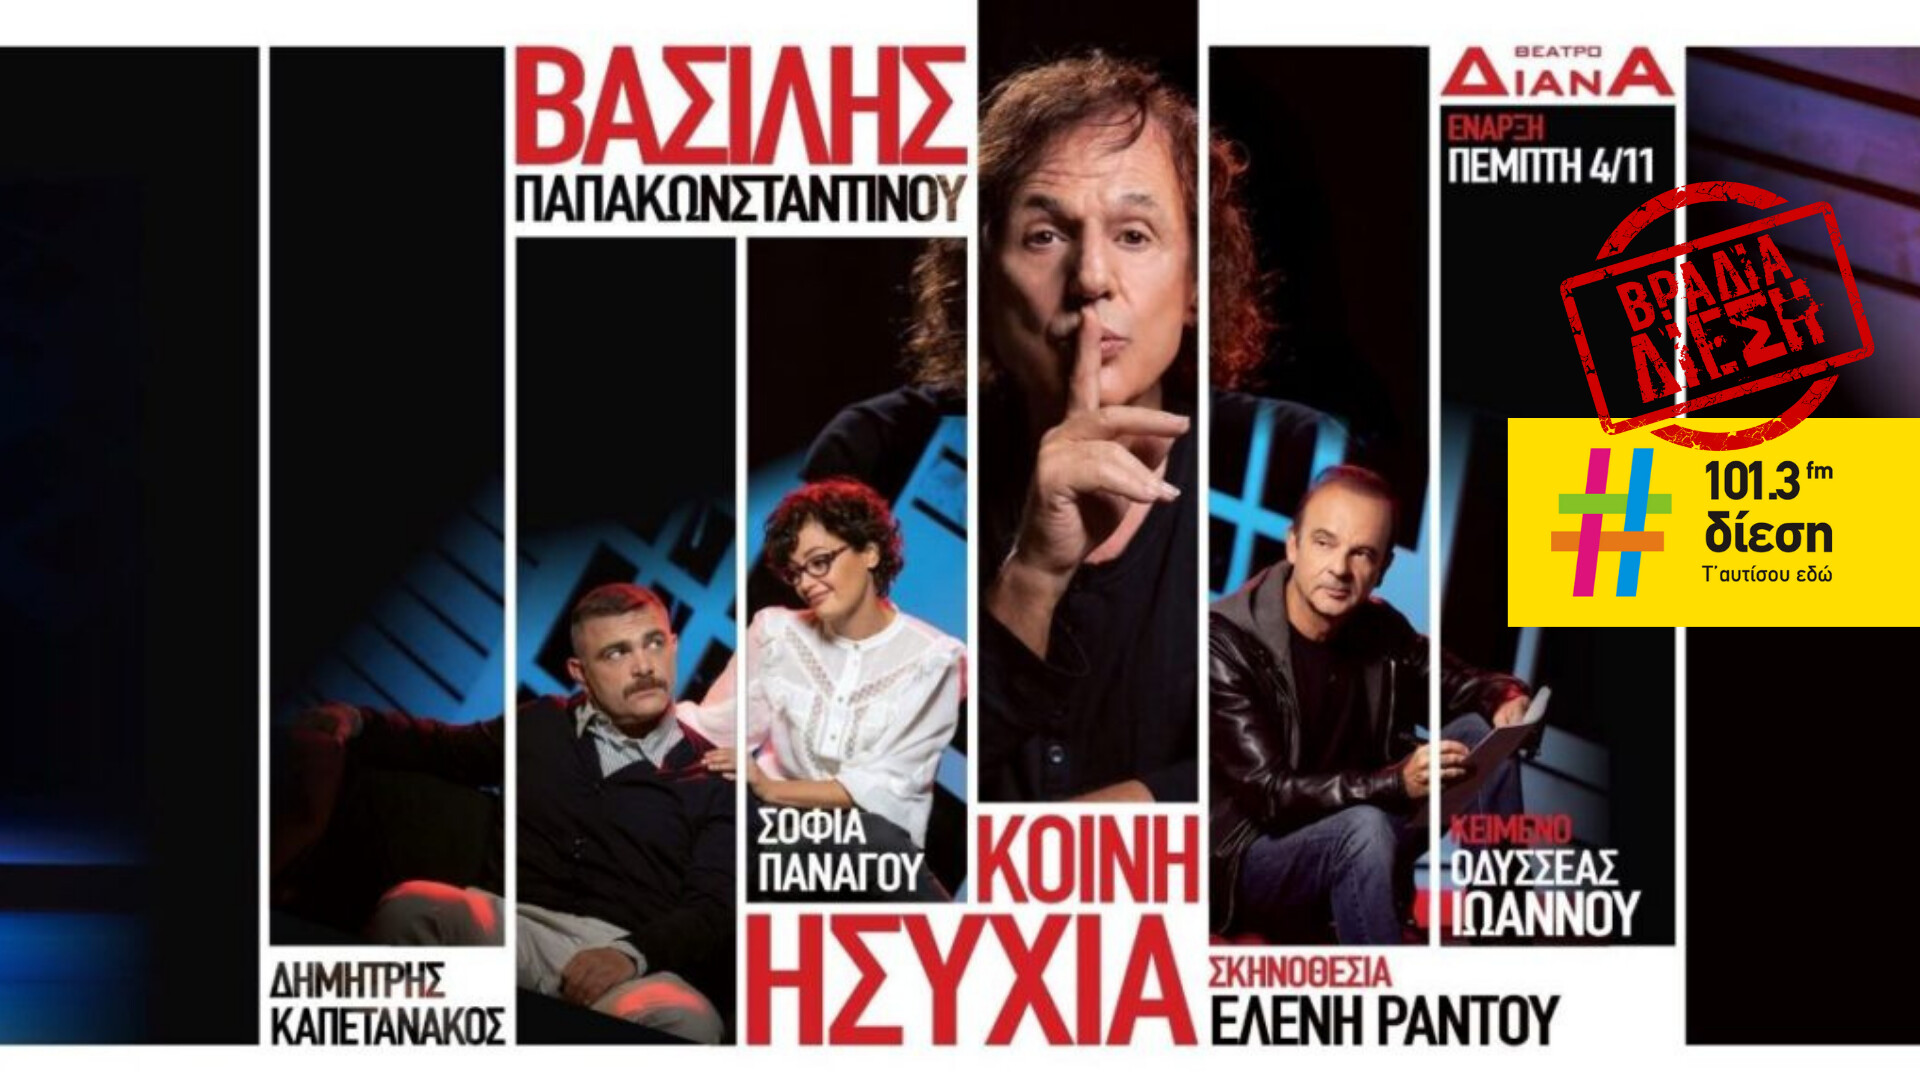 ΒΑΣΙΛΗΣ
ΠΑΠΑΚΩΝΣΤΑΝΤΙΝΟΥ
ΘΕΑΤΡΟ
ΔΙΑΝΑ
ΕΝΑΡΞΗ
ΠΕΜΠΤΗ 4/11
ΒΡΑΔΙΑ
ΔΙΕΣΗ
101.3 fm
δίεση
Τ'αυτίσου εδώ
ΣΟΦΙΑ
ΠΑΝΑΓΟΥ
ΚΟΙΝΗ
ΗΣΥΧΙΑ
ΚΕΙΜΕΝΟ
ΟΔΥΣΣΕΑΣ
ΙΩΑΝΝΟΥ
ΔΗΜΗΤΡΗΣ
ΚΑΠΕΤΑΝΑΚΟΣ
ΣΚΗΝΟΘΕΣΙΑ
ΕΛΕΝΗ ΡΑΝΤΟΥ